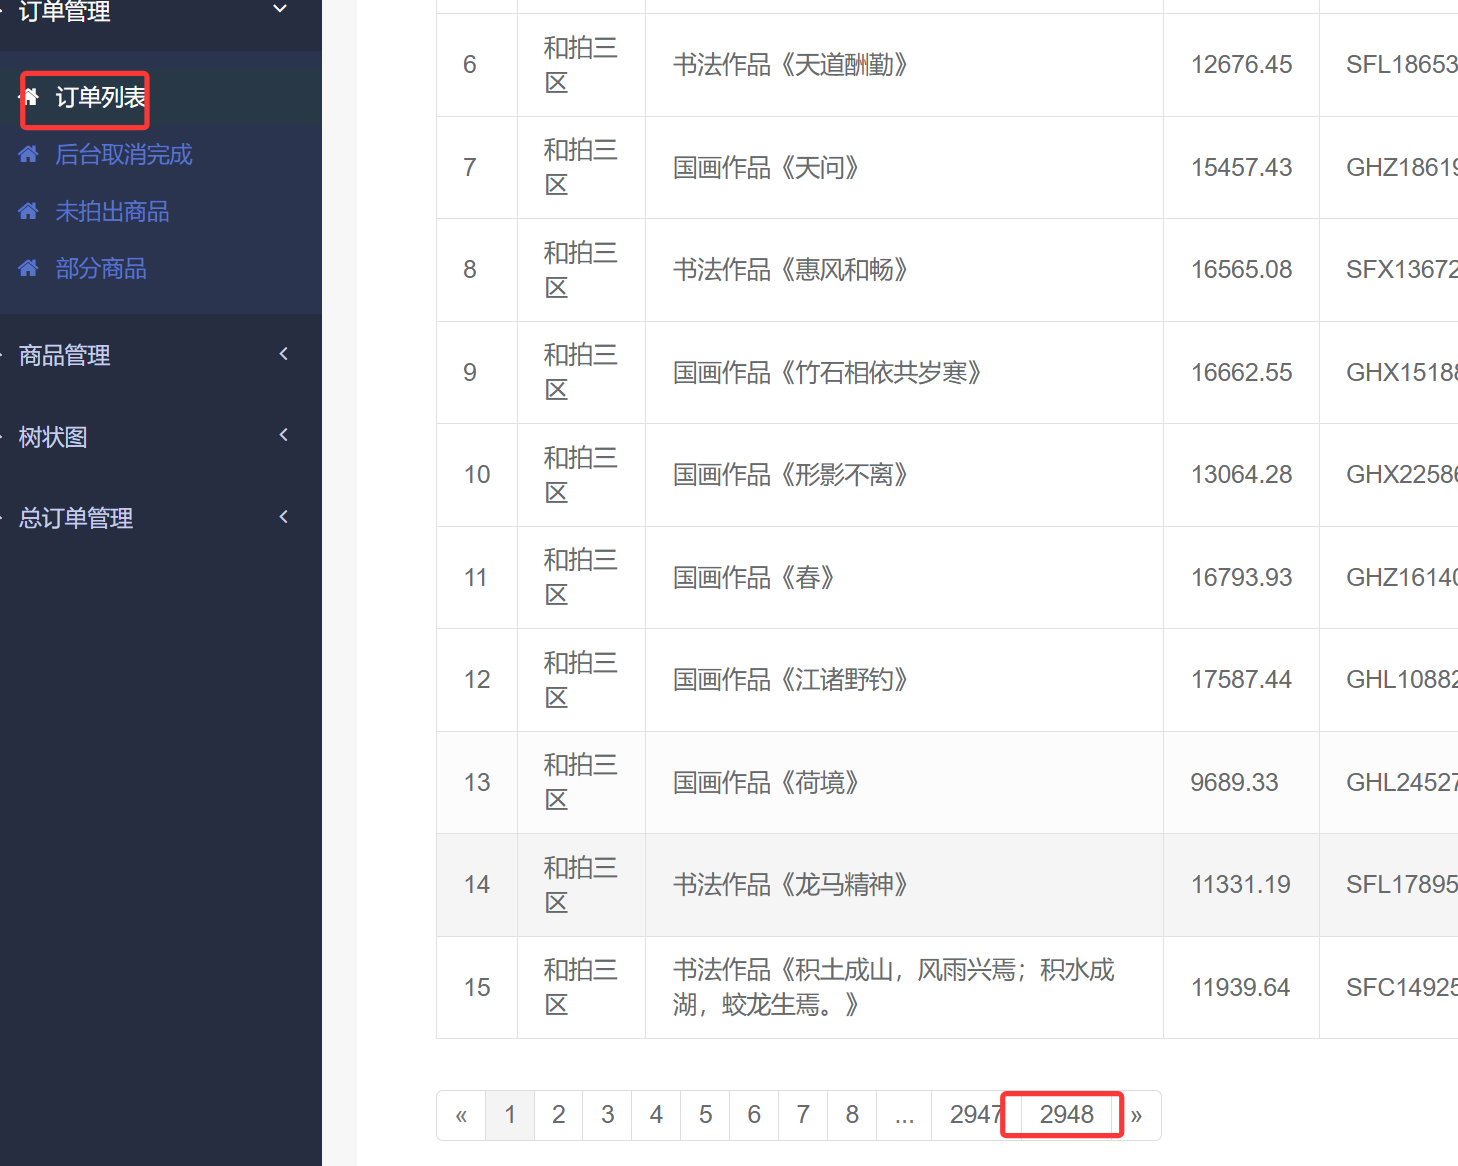 订单管理
订单列表
后台取消完成
未拍出商品
部分商品
商品管理
树状图
总订单管理
6 和拍三区 书法作品《天道酬勤》 12676.45 SFL18653
7 和拍三区 国画作品《天问》 15457.43 GHZ18619
8 和拍三区 书法作品《惠风和畅》 16565.08 SFX13672
9 和拍三区 国画作品《竹石相依共岁寒》 16662.55 GHX15188
10 和拍三区 国画作品《形影不离》 13064.28 GHX22586
11 和拍三区 国画作品《春》 16793.93 GHZ16140
12 和拍三区 国画作品《江诸野钓》 17587.44 GHL10882
13 和拍三区 国画作品《荷境》 9689.33 GHL24527
14 和拍三区 书法作品《龙马精神》 11331.19 SFL17895
15 和拍三区 书法作品《积土成山，风雨兴焉；积水成
湖，蛟龙生焉。》 11939.64 SFC14925
« 1 2 3 4 5 6 7 8 ... 2947 2948 »